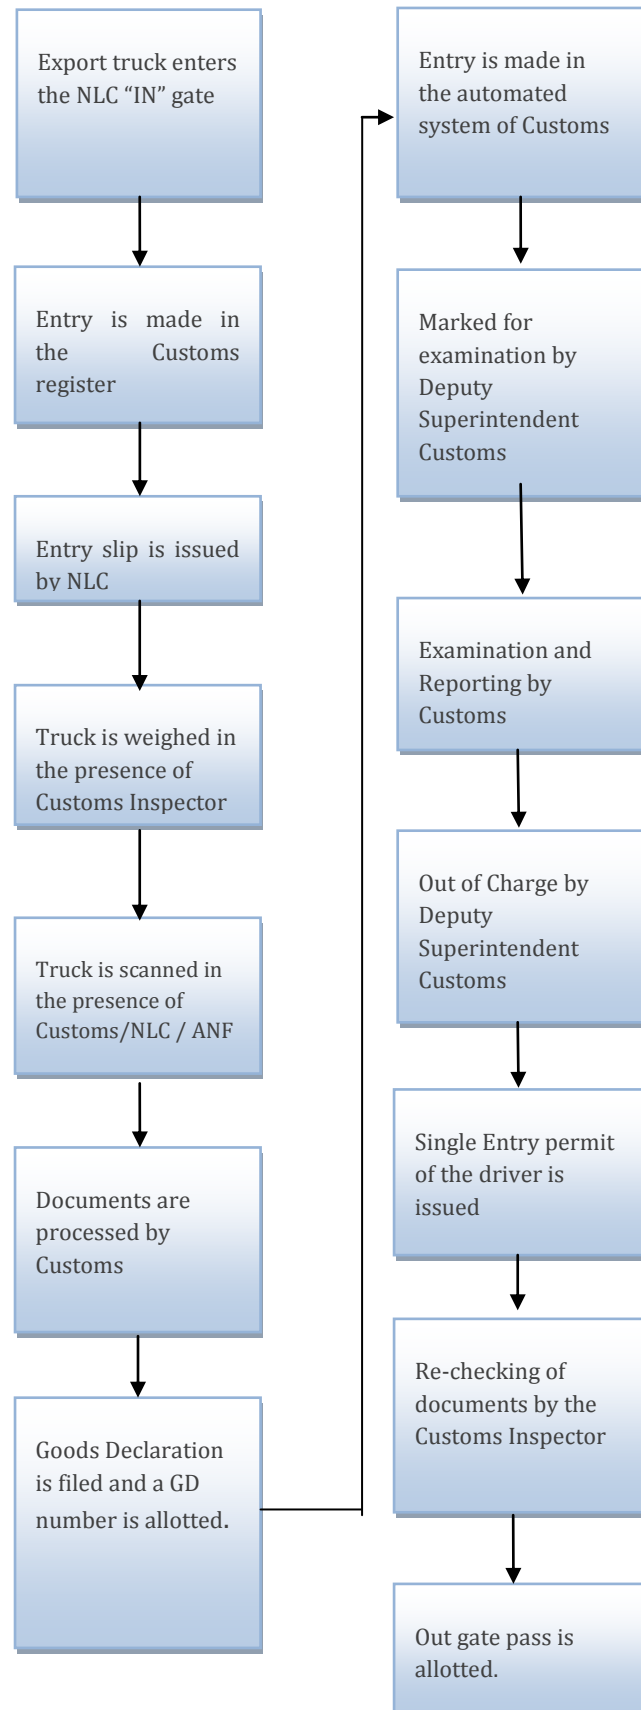 Export truck enters
the NLC “IN” gate
Entry is made in
the Customs
register
Entry slip is issued
by NLC
Truck is weighed in
the presence of
Customs Inspector
Truck is scanned in
the presence of
Customs/NLC / ANF
Documents are
processed by
Customs
Goods Declaration
is filed and a GD
number is allotted.
Entry is made in
the automated
system of Customs
Marked for
examination by
Deputy
Superintendent
Customs
Examination and
Reporting by
Customs
Out of Charge by
Deputy
Superintendent
Customs
Single Entry permit
of the driver is
issued
Re-checking of
documents by the
Customs Inspector
Out gate pass is
allotted.